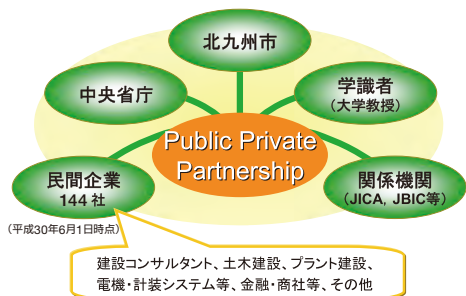 北九州市
中央省庁
学識者
（大学教授）
Public Private
Partnership
民間企業
144 社
（平成30年6月1日時点）
関係機関
（JICA, JBIC等）
建設コンサルタント、土木建設、プラント建設、
電機・計装システム等、金融・商社等、その他